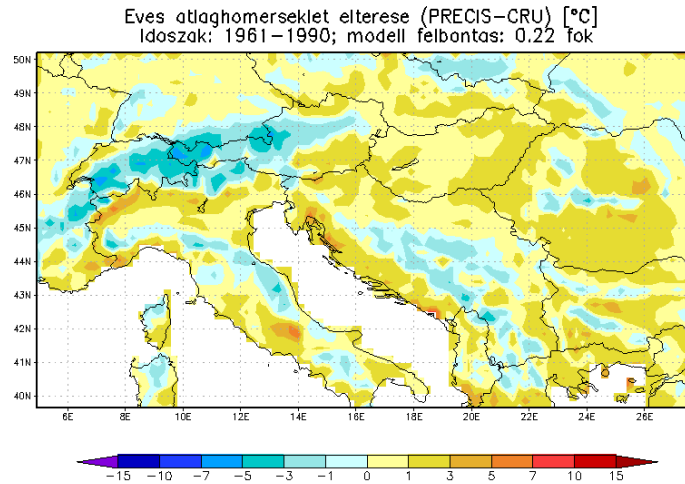 Eves atlaghomerseklet elterese (PRECIS-CRU) [°C]
Idoszak: 1961-1990; modell felbontas: 0.22 fok
50N
49N
48N
47N
46N
45N
44N
43N
42N
41N
40N
6E 8E 10E 12E 14E 16E 18E 20E 22E 24E 26E
-15 -10 -7 -5 -3 -1 0 1 3 5 7 10 15